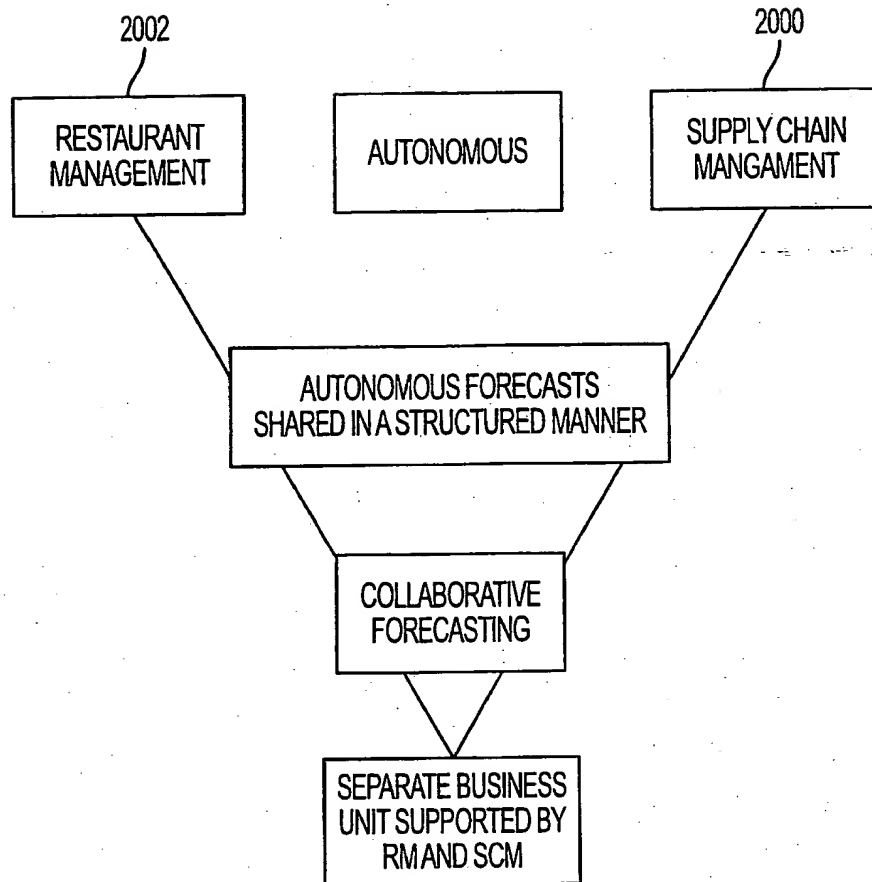 2002
2000
RESTAURANT
MANAGEMENT
AUTONOMOUS
SUPPLY CHAIN
MANGAMENT
AUTONOMOUS FORECASTS
SHARED IN A STRUCTURED MANNER
COLLABORATIVE
FORECASTING
SEPARATE BUSINESS
UNIT SUPPORTED BY
RM AND SCM